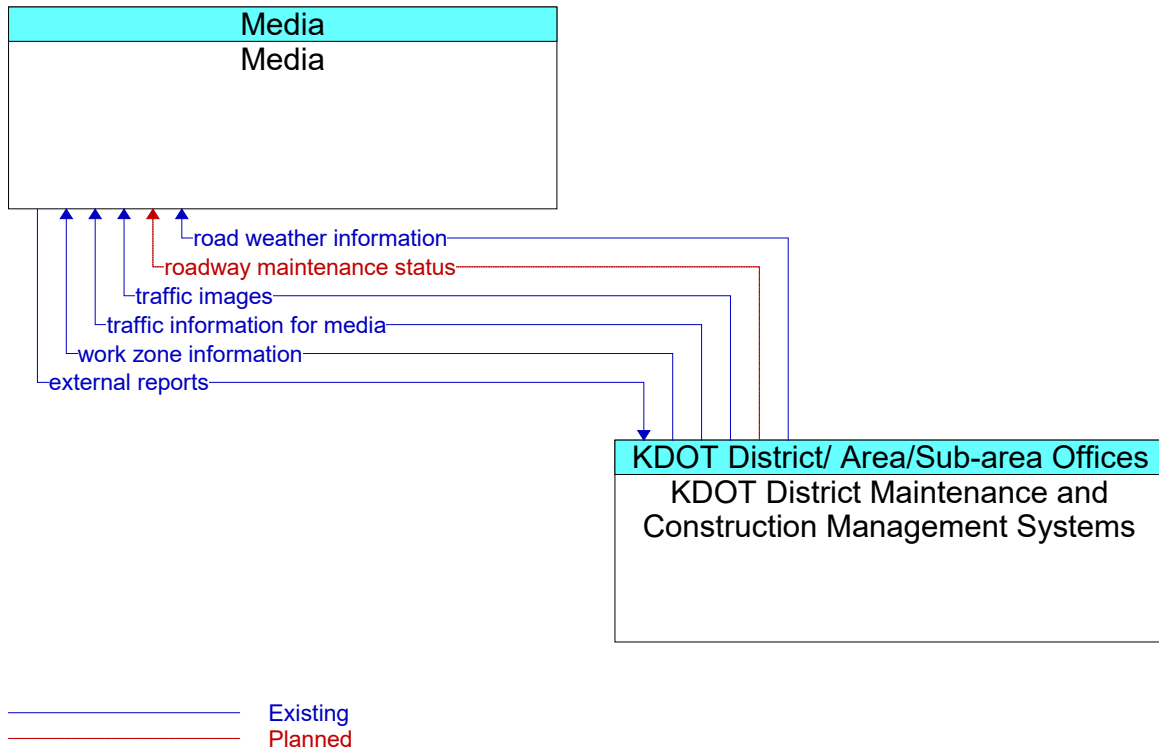 Media
Media
road weather information
roadway maintenance status
traffic images
traffic information for media
work zone information
external reports
KDOT District/ Area/Sub-area Offices
KDOT District Maintenance and
Construction Management Systems
Existing
Planned